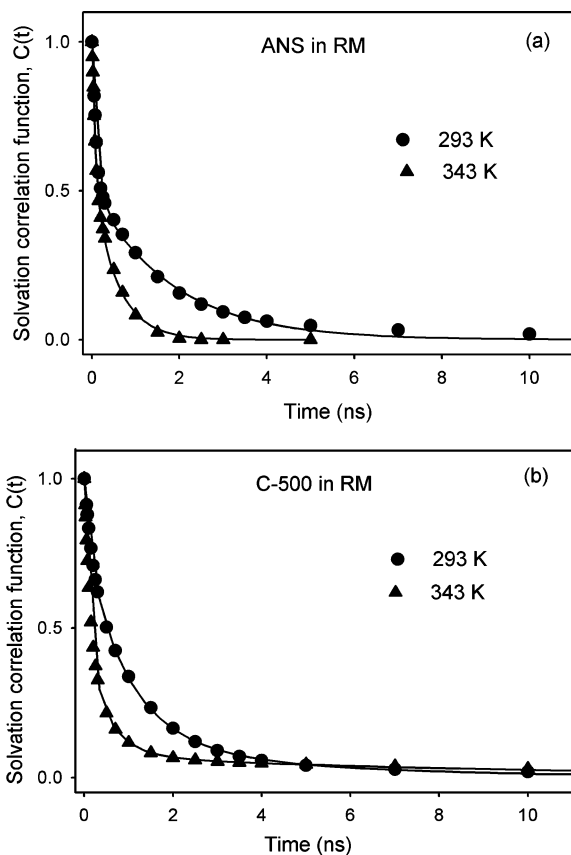 (a)
ANS in RM
293 K
343 K
Solvation correlation function, C(t)
1.0
0.5
0.0
0 2 4 6 8 10
Time (ns)
(b)
C-500 in RM
293 K
343 K
Solvation correlation function, C(t)
1.0
0.5
0.0
0 2 4 6 8 10
Time (ns)